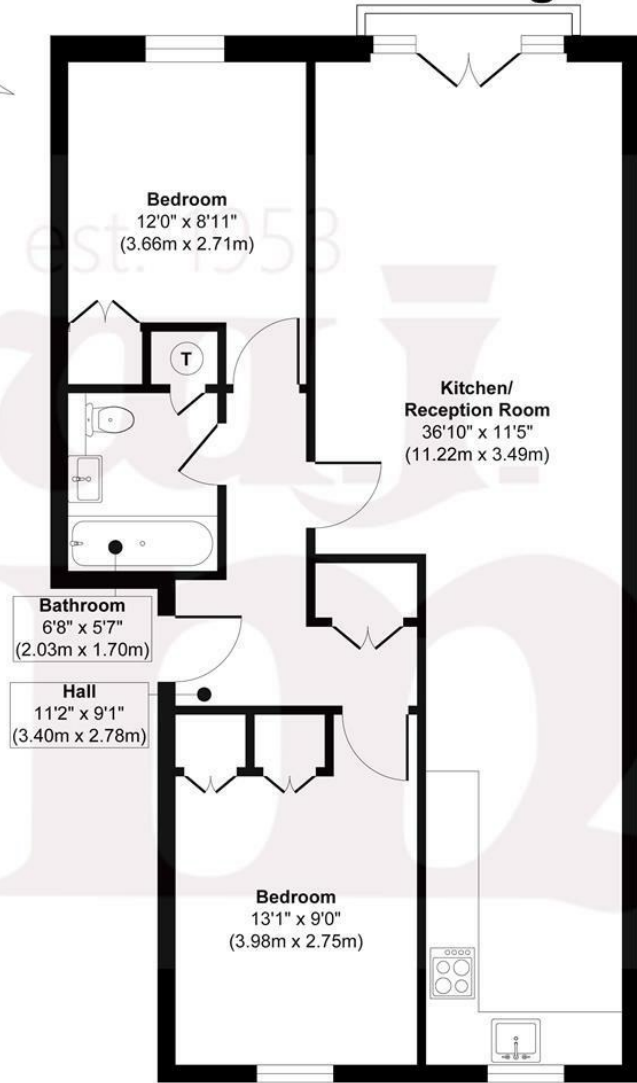 Bedroom
12'0" x 8'11"
(3.66m x 2.71m)
est. 1953
T
Kitchen/
Reception Room
36'10" x 11'5"
(11.22m x 3.49m)
Bathroom
6'8" x 5'7"
(2.03m x 1.70m)
Hall
11'2" x 9'1"
(3.40m x 2.78m)
Bedroom
13'1" x 9'0"
(3.98m x 2.75m)